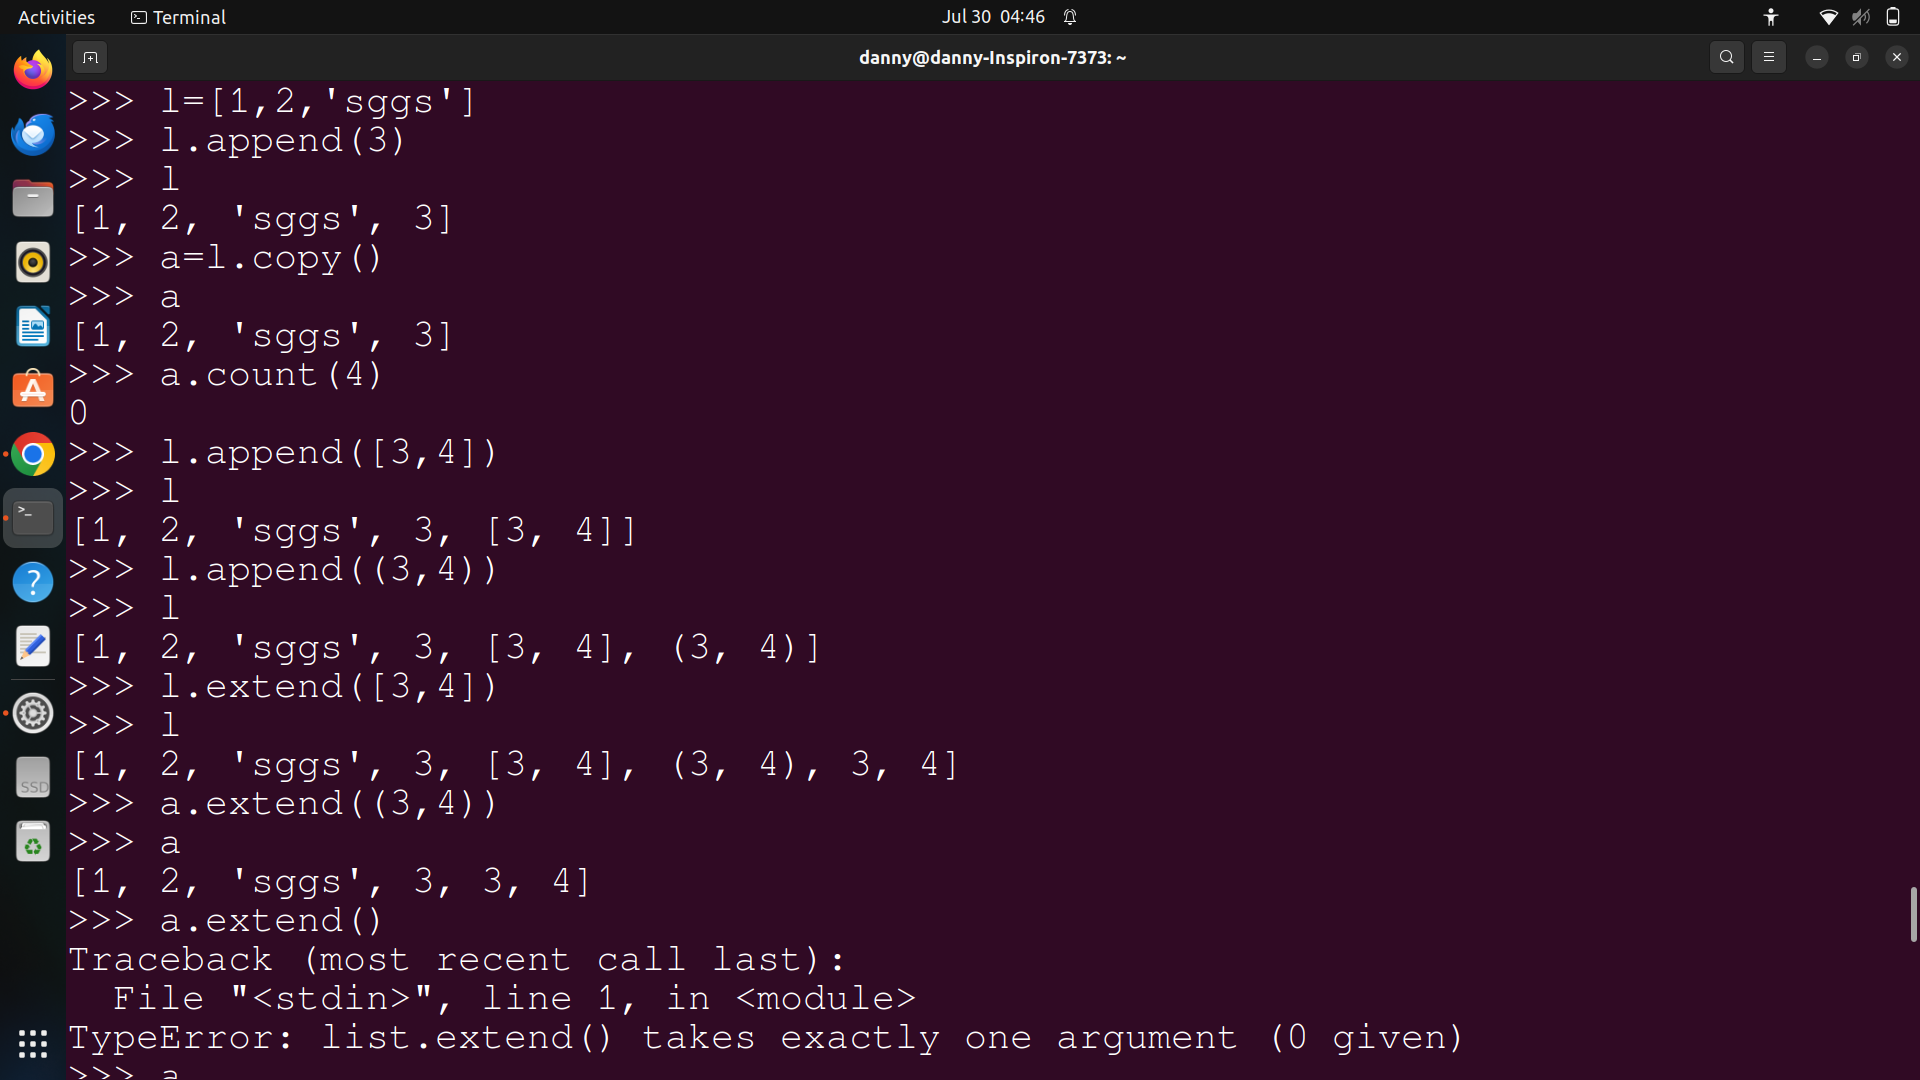 Activities
Terminal
Jul 30 04:46
danny@danny-Inspiron-7373: ~
>>> l=[1,2,'sggs']
>>> l.append(3)
>>> l
[1, 2, 'sggs', 3]
>>> a=l.copy()
>>> a
[1, 2, 'sggs', 3]
>>> a.count(4)
0
>>> l.append([3,4])
>>> l
[1, 2, 'sggs', 3, [3, 4]]
>>> l.append((3,4))
>>> l
[1, 2, 'sggs', 3, [3, 4], (3, 4)]
>>> l.extend([3,4])
>>> l
[1, 2, 'sggs', 3, [3, 4], (3, 4), 3, 4]
>>> a.extend((3,4))
>>> a
[1, 2, 'sggs', 3, 3, 4]
>>> a.extend()
Traceback (most recent call last):
  File "<stdin>", line 1, in <module>
TypeError: list.extend() takes exactly one argument (0 given)
>>> a
SSD